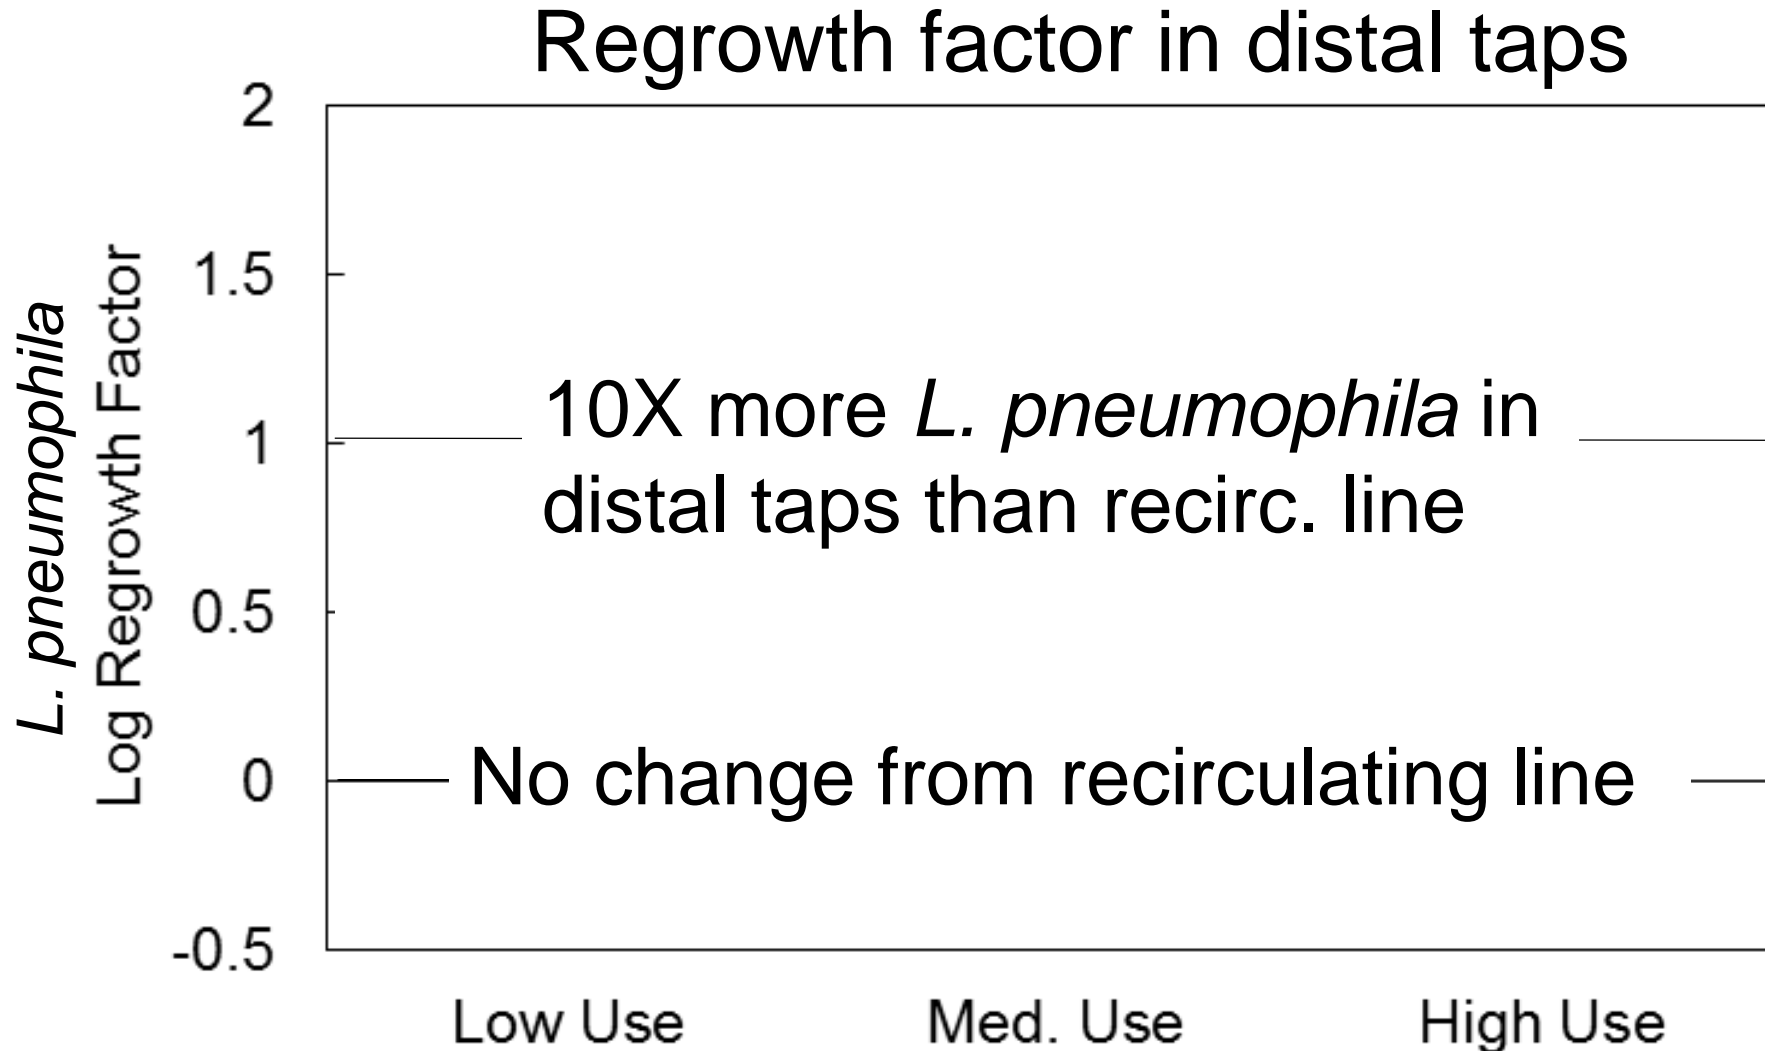 Regrowth factor in distal taps
L. pneumophila
Log Regrowth Factor
2
1.5
1
0.5
0
-0.5
10X more L. pneumophila in
distal taps than recirc. line
No change from recirculating line
Low Use
Med. Use
High Use